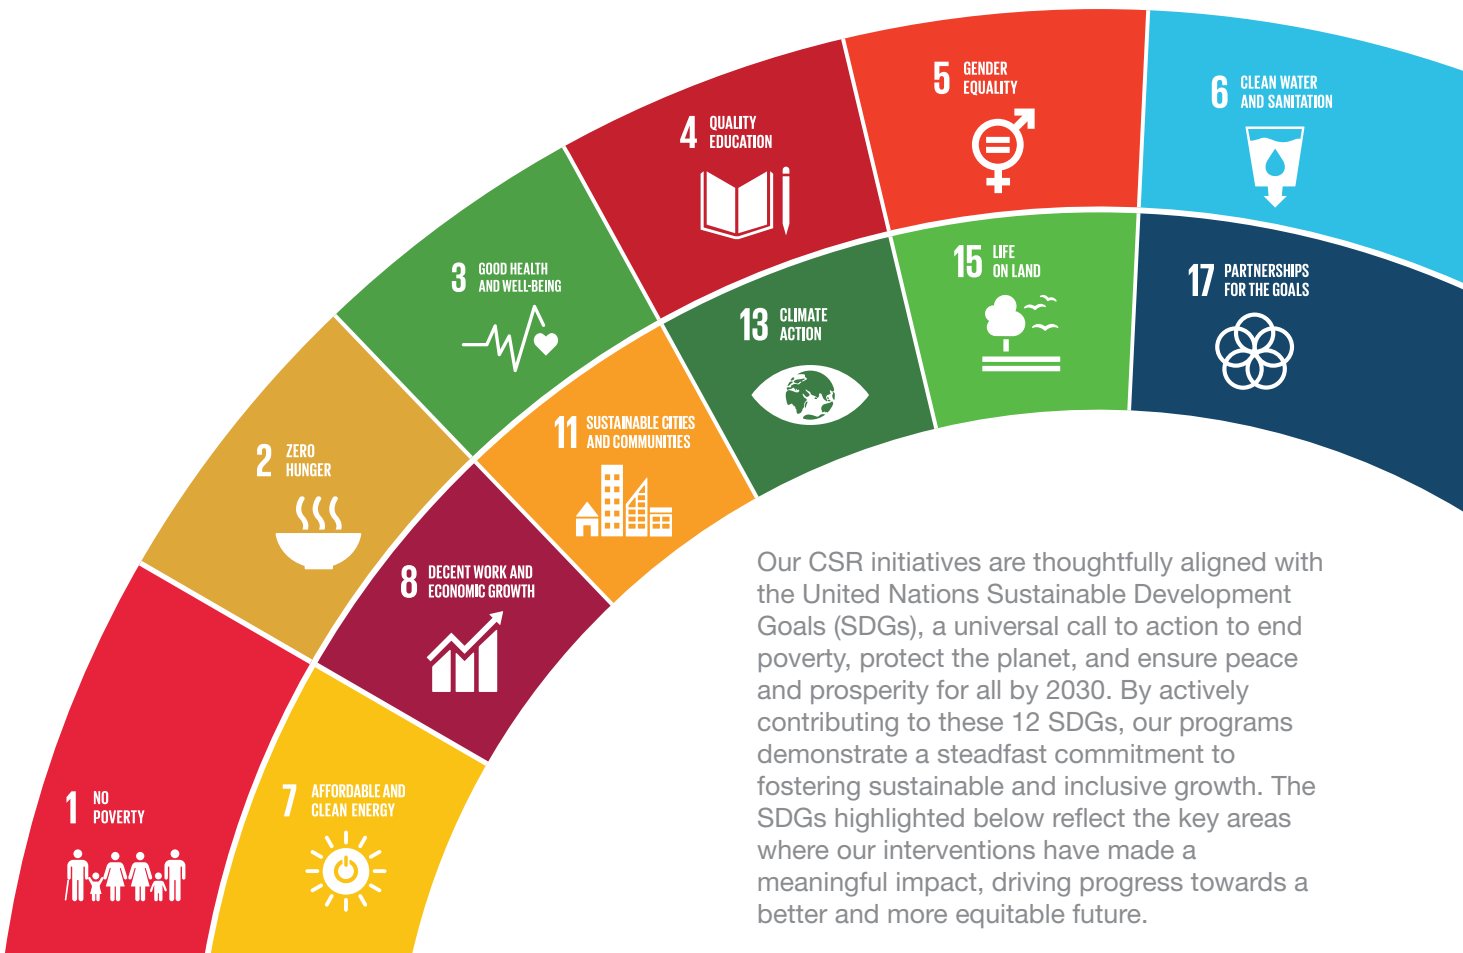 1 NO
POVERTY
2 ZERO
HUNGER
3 GOOD HEALTH
AND WELL-BEING
4 QUALITY
EDUCATION
5 GENDER
EQUALITY
6 CLEAN WATER
AND SANITATION
7 AFFORDABLE AND
CLEAN ENERGY
8 DECENT WORK AND
ECONOMIC GROWTH
11 SUSTAINABLE CITIES
AND COMMUNITIES
13 CLIMATE
ACTION
15 LIFE
ON LAND
17 PARTNERSHIPS
FOR THE GOALS
Our CSR initiatives are thoughtfully aligned with
the United Nations Sustainable Development
Goals (SDGs), a universal call to action to end
poverty, protect the planet, and ensure peace
and prosperity for all by 2030. By actively
contributing to these 12 SDGs, our programs
demonstrate a steadfast commitment to
fostering sustainable and inclusive growth. The
SDGs highlighted below reflect the key areas
where our interventions have made a
meaningful impact, driving progress towards a
better and more equitable future.